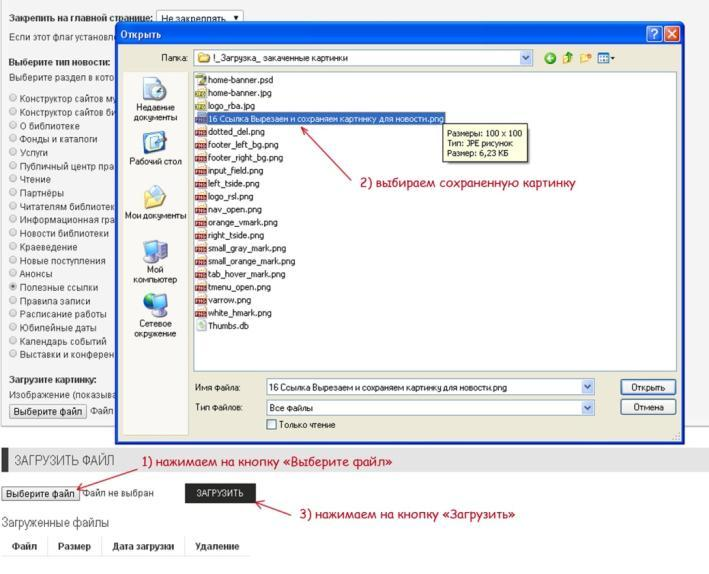 Закрепить на главной странице: Не закреплять
Если этот флаг установле
Выберите тип новости:
Выберите раздел в кото
Конструктор сайтов му
Конструктор сайтов би
О библиотеке
Фонды и каталоги
Услуги
Публичный центр пра
Чтение
Партнёры
Читателям библиотек
Информационная гра
Новости библиотеки
Краеведение
Новые поступления
Анонсы
Полезные ссылки
Правила записи
Расписание работы
Юбилейные даты
Календарь событий
Выставки и конферен
Загрузите картинку:
Изображение (показыва
Выберите файл Файл
Открыть
Папка: !_Загрузка_ закаченные картинки
Недавние документы
Рабочий стол
Мои документы
Мой компьютер
Сетевое окружение
home-banner.psd
home-banner.jpg
logo_rba.jpg
16 Ссылка Вырезаем и сохраняем картинку для новости.png
dotted_del.png
footer_left_bg.png
footer_right_bg.png
input_field.png
left_tside.png
logo_rsl.png
nav_open.png
orange_vmark.png
right_tside.png
small_gray_mark.png
small_orange_mark.png
tab_hover_mark.png
tmenu_open.png
varrow.png
white_hmark.png
Thumbs.db
Размеры: 100 x 100
Тип: JPE рисунок
Размер: 6,23 КБ
2) выбираем сохраненную картинку
Имя файла: 16 Ссылка Вырезаем и сохраняем картинку для новости.png Открыть
Тип файлов: Все файлы Отмена
Только чтение
ЗАГРУЗИТЬ ФАЙЛ
1) нажимаем на кнопку «Выберите файл»
Выберите файл Файл не выбран ЗАГРУЗИТЬ
3) нажимаем на кнопку «Загрузить»
Загруженные файлы
Файл Размер Дата загрузки Удаление